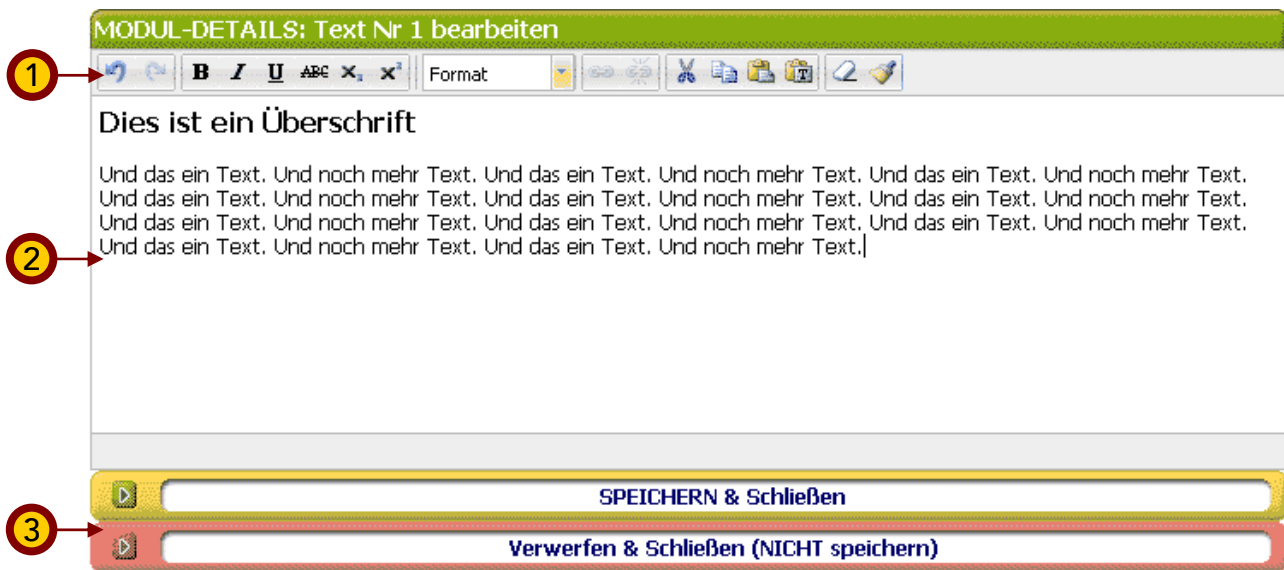 MODUL-DETAILS: Text Nr 1 bearbeiten
1
B I U ABC X₂ X² Format T
Dies ist ein Überschrift
Und das ein Text. Und noch mehr Text. Und das ein Text. Und noch mehr Text. Und das ein Text. Und noch mehr Text.
Und das ein Text. Und noch mehr Text. Und das ein Text. Und noch mehr Text. Und das ein Text. Und noch mehr Text.
Und das ein Text. Und noch mehr Text. Und das ein Text. Und noch mehr Text. Und das ein Text. Und noch mehr Text.
Und das ein Text. Und noch mehr Text. Und das ein Text. Und noch mehr Text.
2
SPEICHERN & Schließen
3
Verwerfen & Schließen (NICHT speichern)